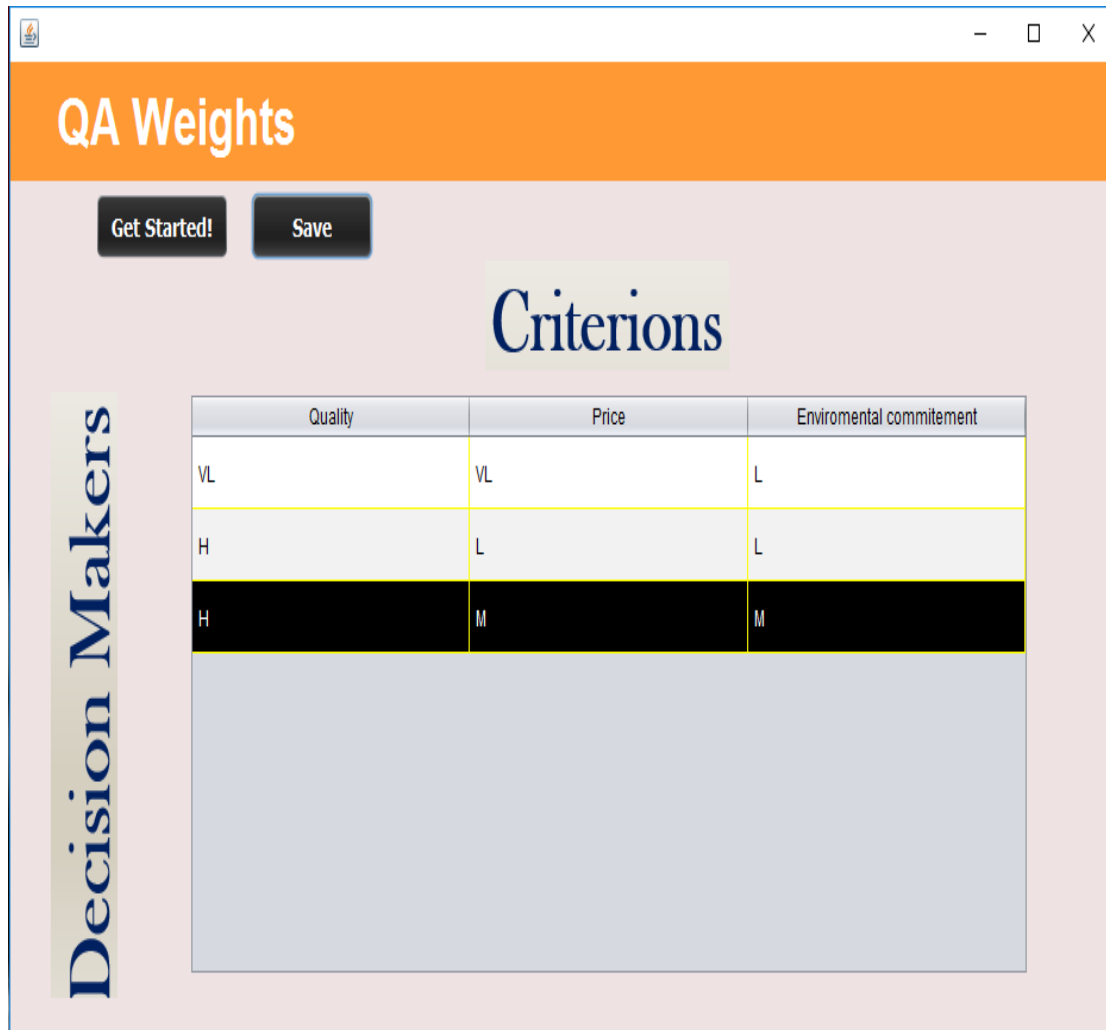 QA Weights
Get Started! Save
Criterions
Decision Makers
Quality Price Enviromental commitement
VL VL L
H L L
H M M